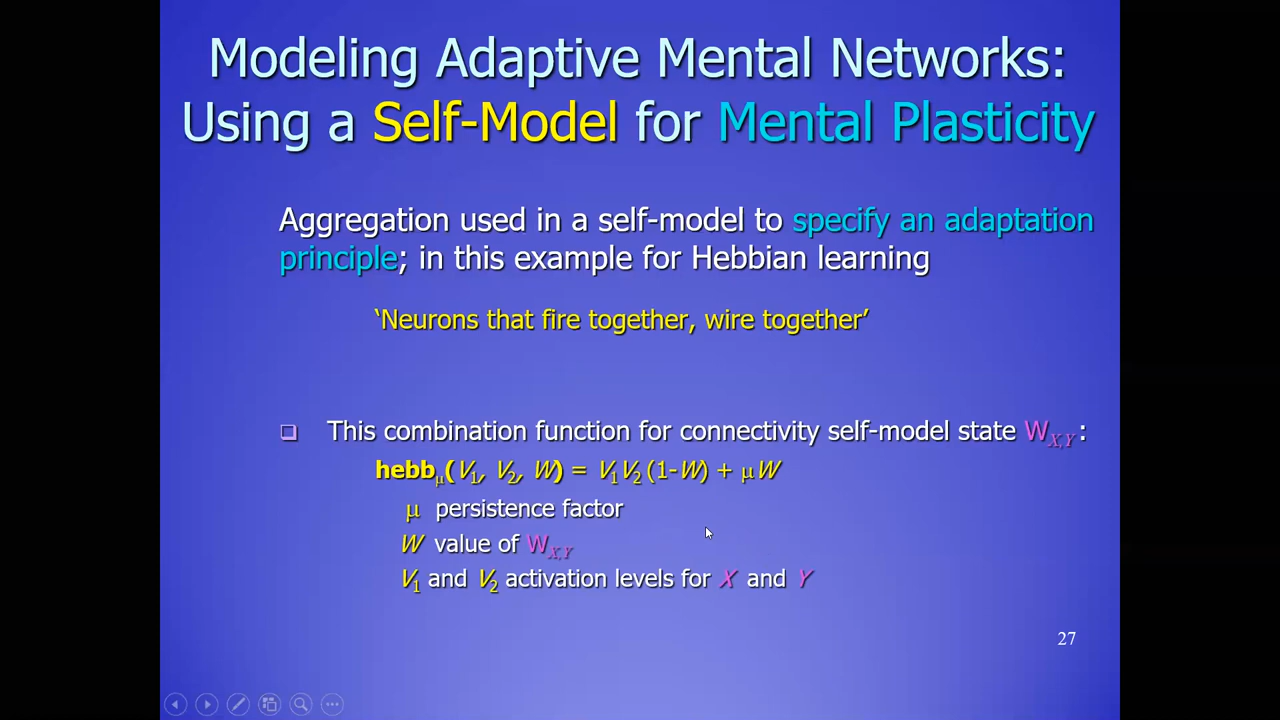 Modeling Adaptive Mental Networks:
Using a Self-Model for Mental Plasticity
Aggregation used in a self-model to specify an adaptation
principle; in this example for Hebbian learning
‘Neurons that fire together, wire together’
This combination function for connectivity self-model state W_{X,Y}:
hebb_μ(V₁, V₂, W) = V₁V₂ (1-W) + μW
μ persistence factor
W value of W_{X,Y}
V₁ and V₂ activation levels for X and Y
27